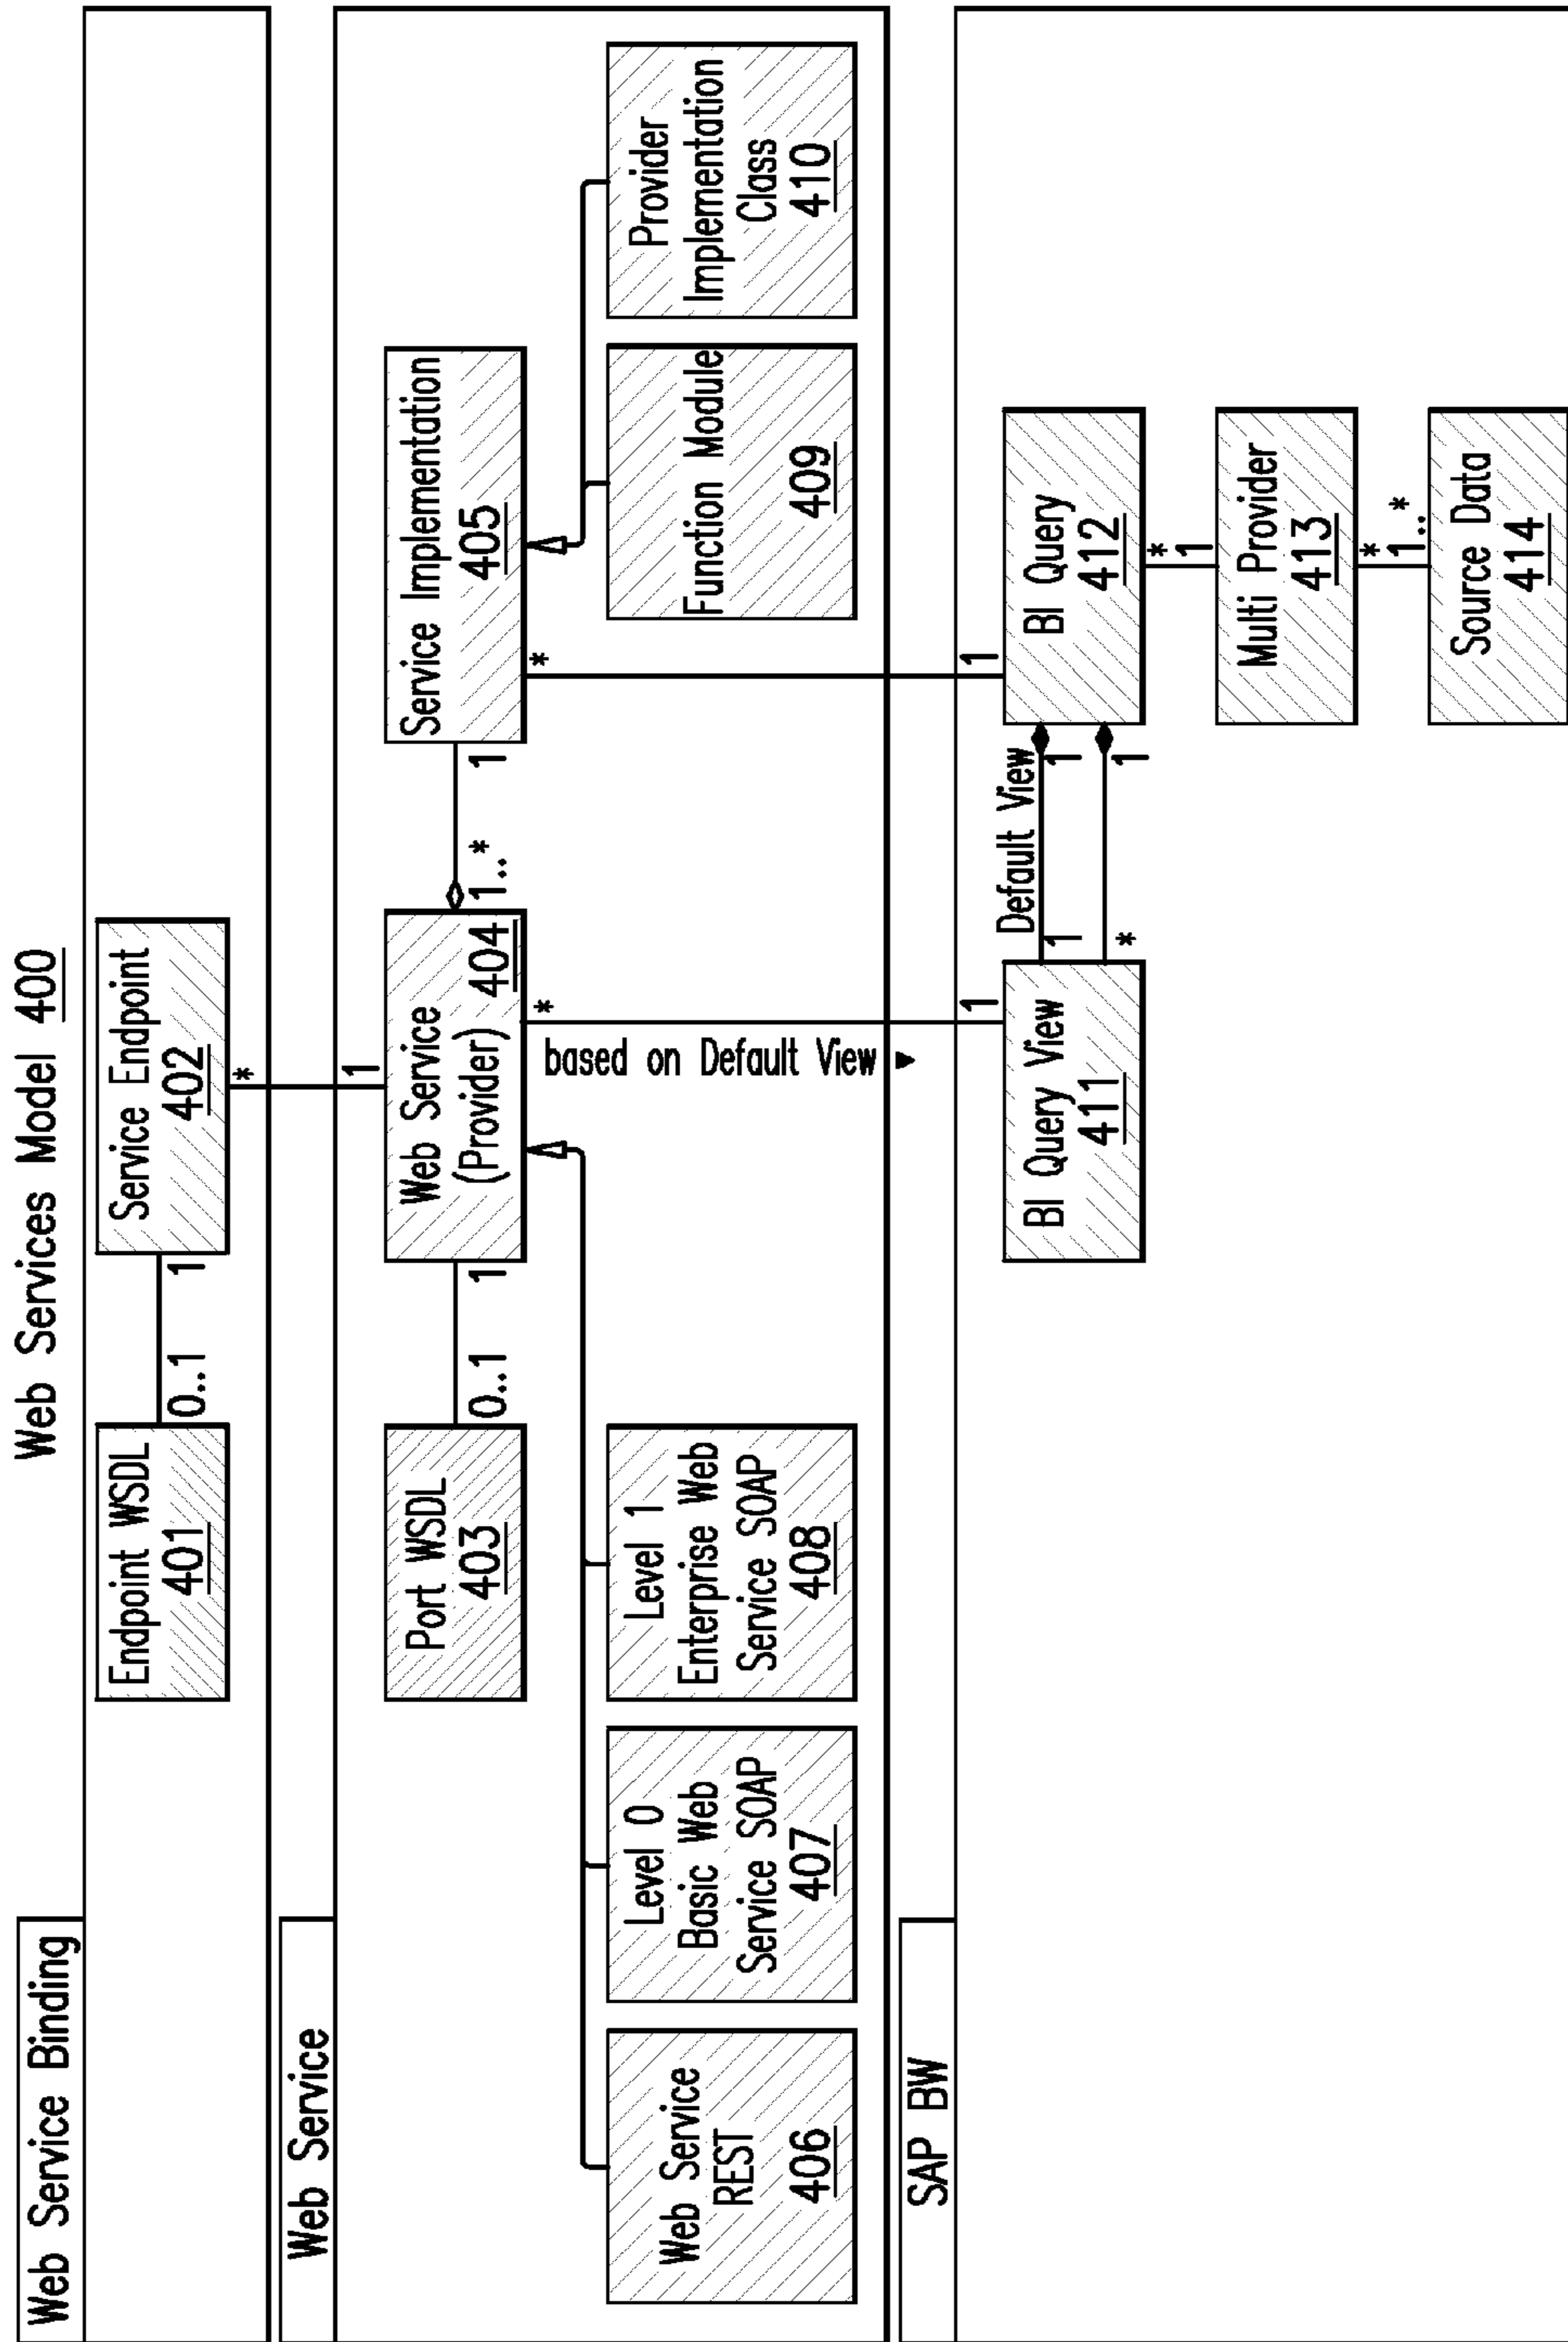 Web Services Model 400
Web Service Binding
Endpoint WSDL
401
0..1
1
Service Endpoint
402
*
Web Service
1
Port WSDL
403
0..1
1
Web Service
(Provider) 404
1..*
1
Service Implementation
405
*
*
based on Default View
Web Service
REST
406
Level 0
Basic Web
Service SOAP
407
Level 1
Enterprise Web
Service SOAP
408
Function Module
409
Provider
Implementation
Class
410
SAP BW
1
1
BI Query View
411
Default View
1
1
*
1
BI Query
412
*
1
Multi Provider
413
*
1..*
Source Data
414